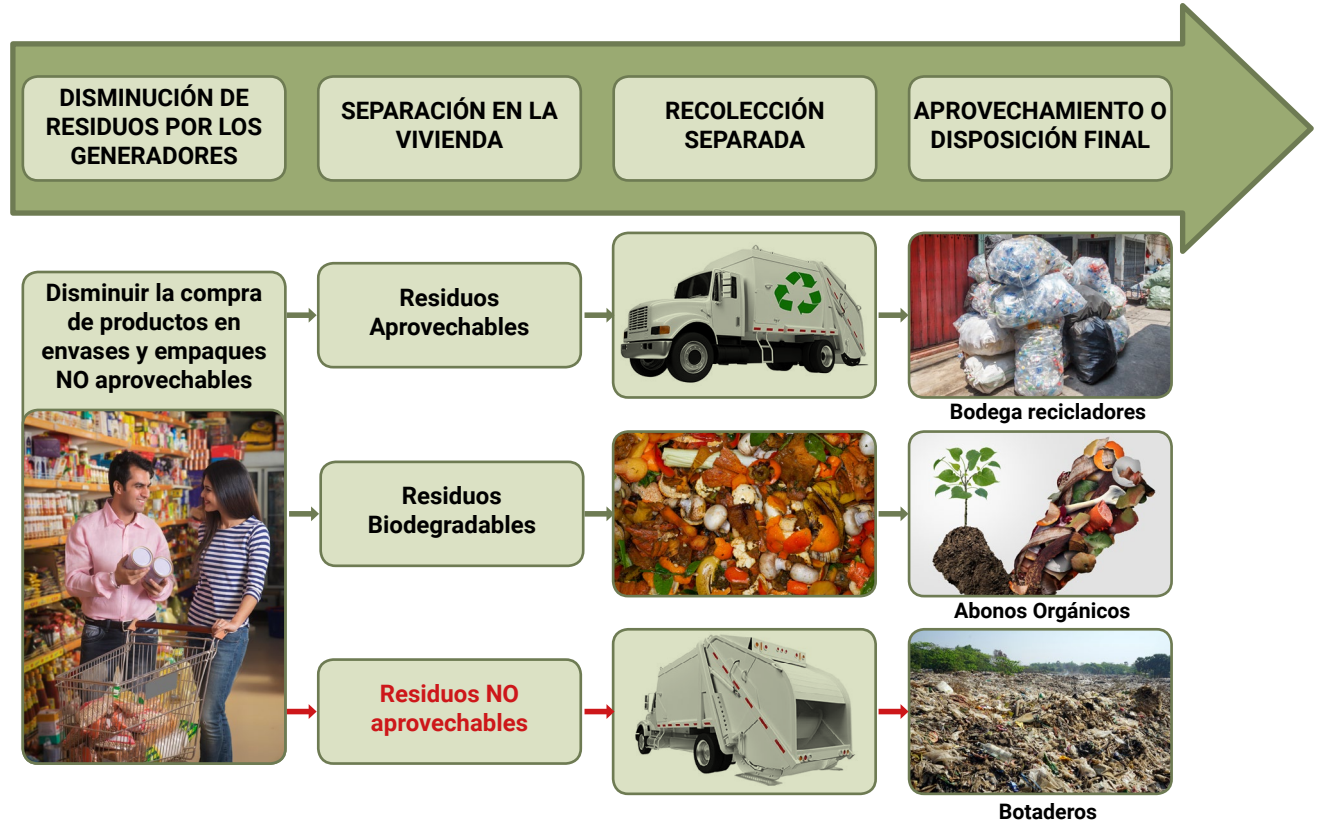 DISMINUCIÓN DE
RESIDUOS POR LOS
GENERADORES
SEPARACIÓN EN LA
VIVIENDA
RECOLECCIÓN
SEPARADA
APROVECHAMIENTO O
DISPOSICIÓN FINAL
Disminuir la compra
de productos en
envases y empaques
NO aprovechables
Residuos
Aprovechables
Bodega recicladores
Residuos
Biodegradables
Abonos Orgánicos
Residuos NO
aprovechables
Botaderos